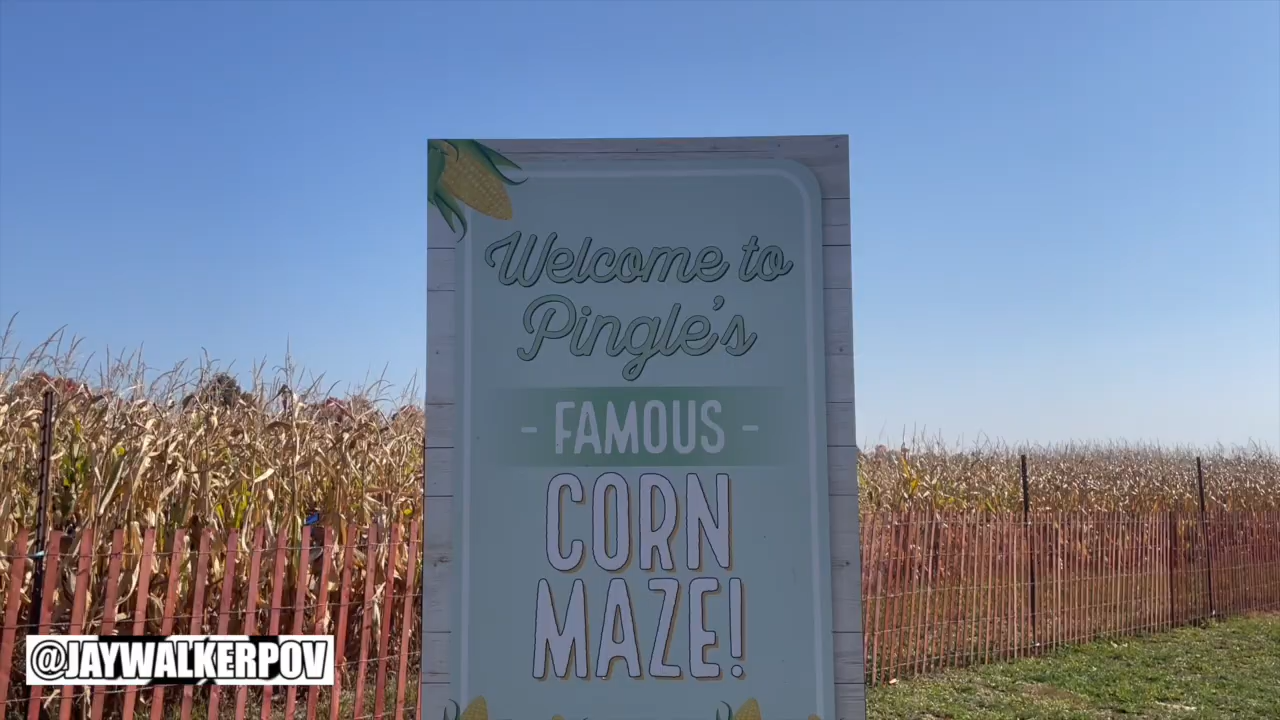 Welcome to
Pingle's
- FAMOUS -
CORN
MAZE!
@JAYWALKERPOV